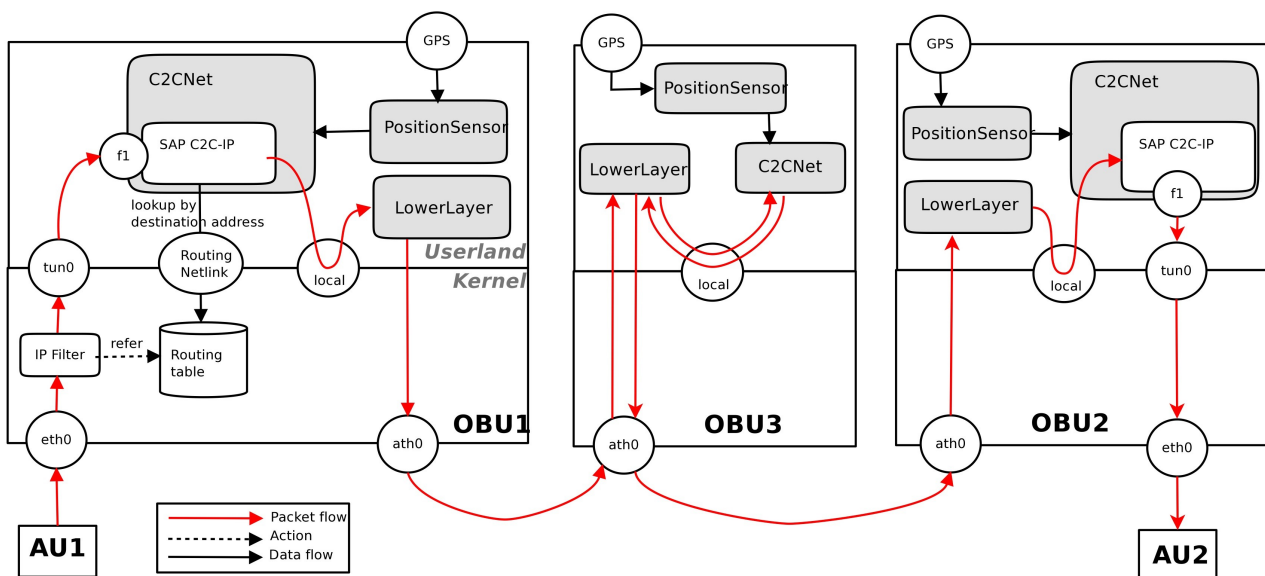 GPS
C2CNet
PositionSensor
SAP C2C-IP
f1
LowerLayer
lookup by
destination address
Userland
Kernel
tun0
Routing
Netlink
local
IP Filter
refer
Routing
table
OBU1
eth0
ath0
AU1
GPS
PositionSensor
LowerLayer
C2CNet
local
OBU3
ath0
GPS
C2CNet
PositionSensor
SAP C2C-IP
LowerLayer
f1
local
tun0
OBU2
ath0
eth0
AU2
Packet flow
Action
Data flow